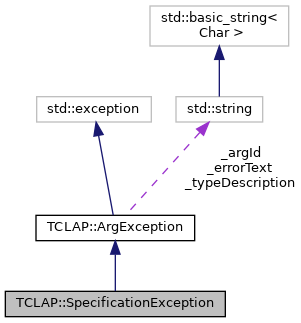 std::basic_string<
Char >
std::exception
std::string
_argId
_errorText
_typeDescription
TCLAP::ArgException
TCLAP::SpecificationException